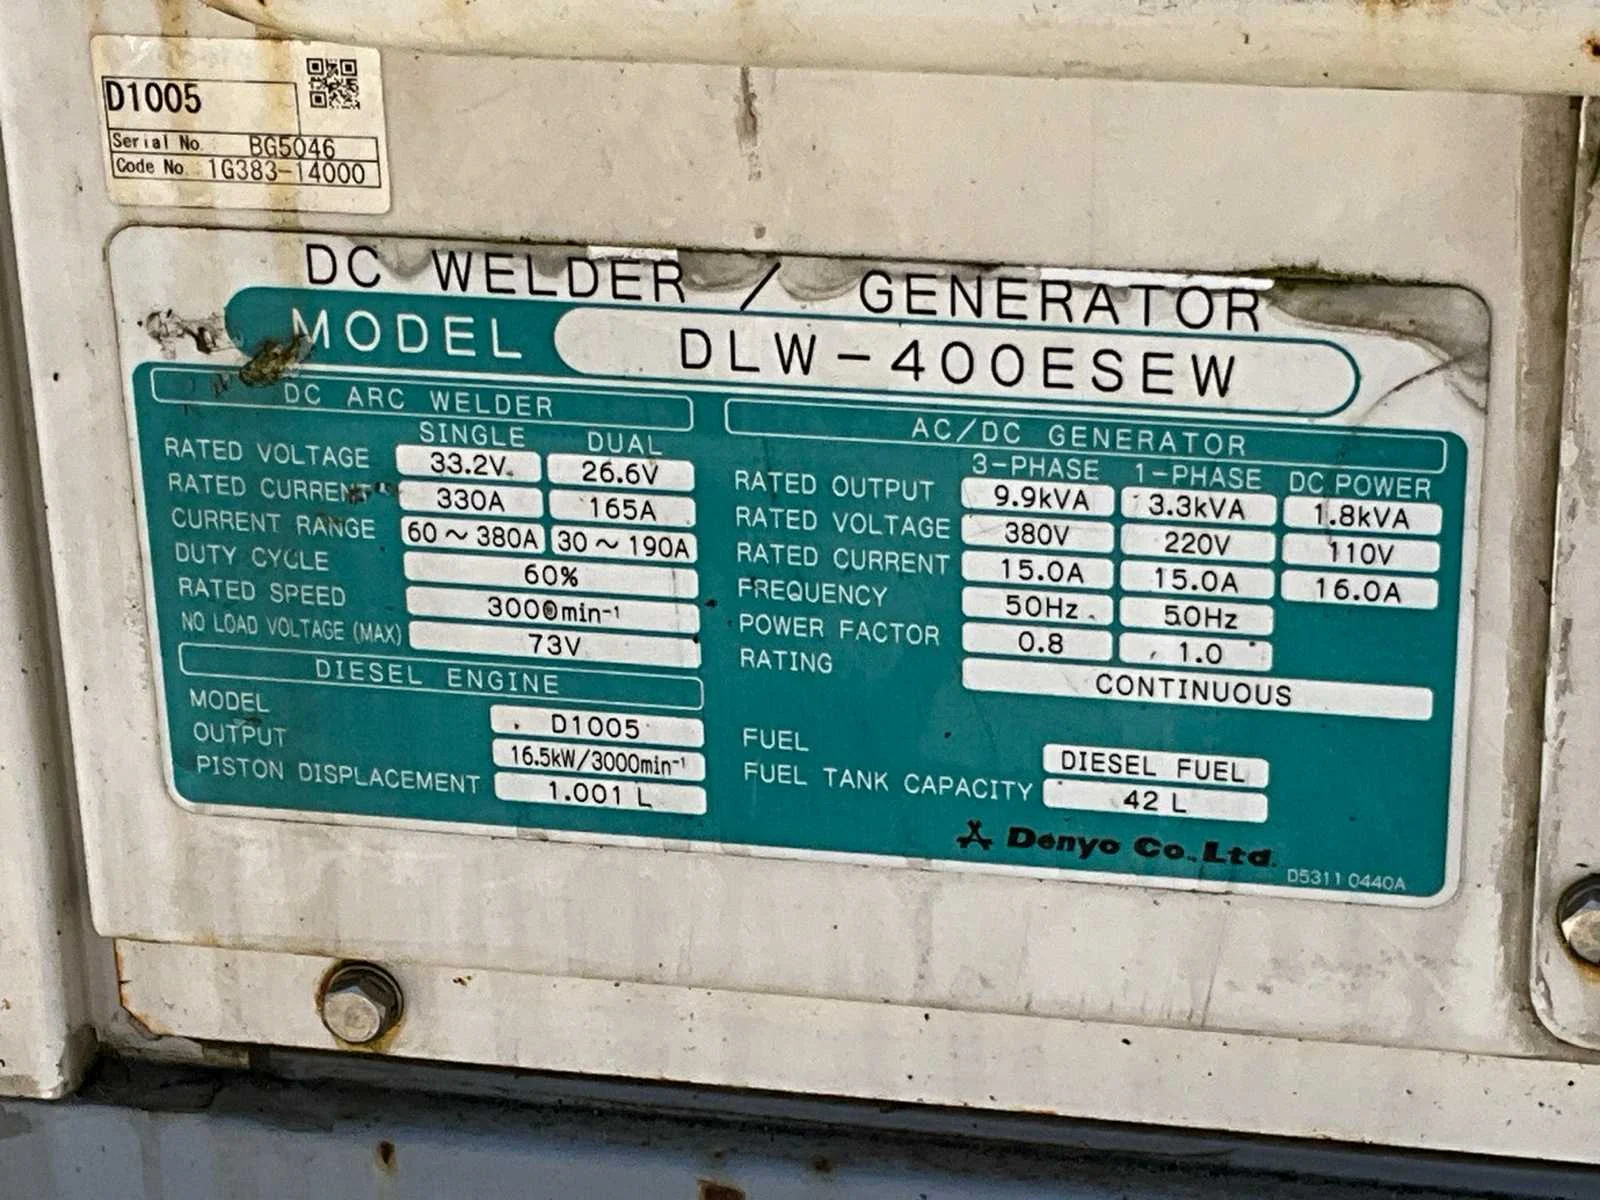 D1005
Serial No. BG5046
Code No. 1G383-14000
DC WELDER / GENERATOR
MODEL DLW-400ESEW
DC ARC WELDER
SINGLE DUAL
RATED VOLTAGE 33.2V 26.6V
RATED CURRENT 330A 165A
CURRENT RANGE 60~380A 30~190A
DUTY CYCLE 60%
RATED SPEED 3000min⁻¹
NO LOAD VOLTAGE (MAX) 73V
DIESEL ENGINE
MODEL D1005
OUTPUT 16.5kW/3000min⁻¹
PISTON DISPLACEMENT 1.001 L
AC/DC GENERATOR
3-PHASE 1-PHASE DC POWER
RATED OUTPUT 9.9kVA 3.3kVA 1.8kVA
RATED VOLTAGE 380V 220V 110V
RATED CURRENT 15.0A 15.0A 16.0A
FREQUENCY 50Hz 50Hz
POWER FACTOR 0.8 1.0
RATING CONTINUOUS
FUEL DIESEL FUEL
FUEL TANK CAPACITY 42 L
Denyo Co.,Ltd.
D5311 0440A